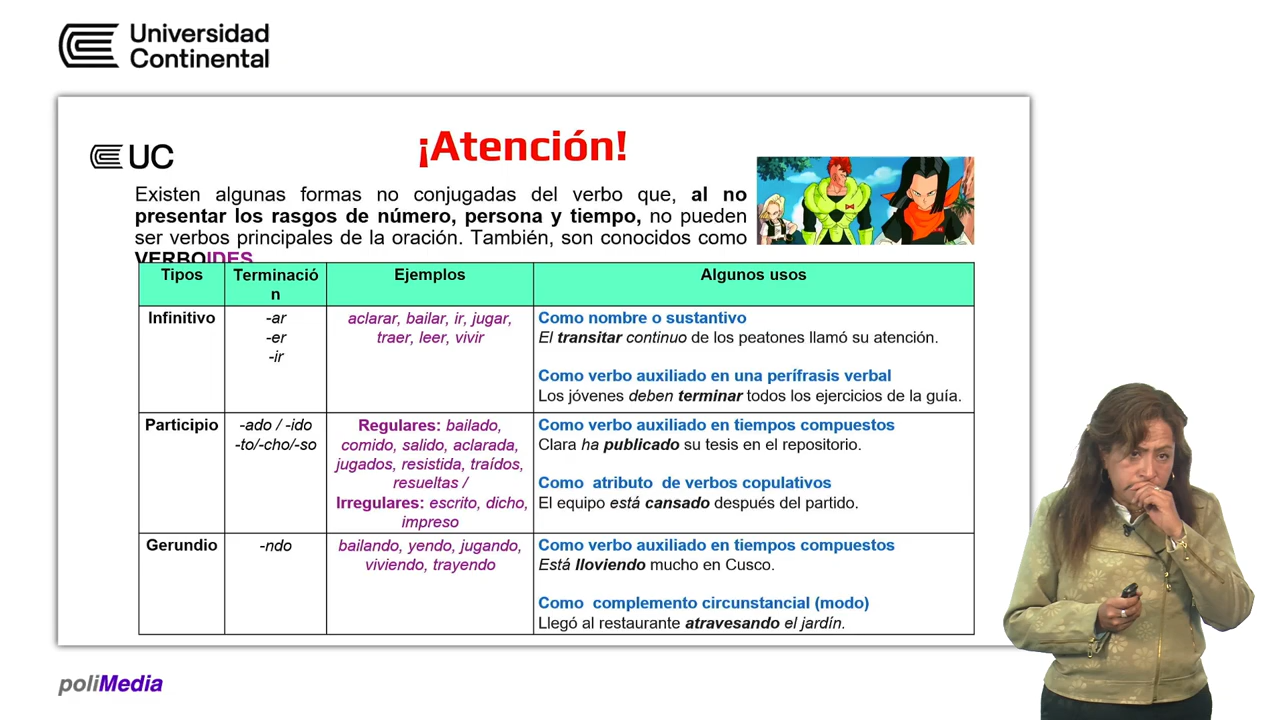 Universidad
Continental
UC
¡Atención!
Existen algunas formas no conjugadas del verbo que, al no
presentar los rasgos de número, persona y tiempo, no pueden
ser verbos principales de la oración. También, son conocidos como
VERBOIDES
Tipos
Terminació
n
Ejemplos
Algunos usos
Infinitivo
-ar
-er
-ir
aclarar, bailar, ir, jugar,
traer, leer, vivir
Como nombre o sustantivo
El transitar continuo de los peatones llamó su atención.
Como verbo auxiliado en una perífrasis verbal
Los jóvenes deben terminar todos los ejercicios de la guía.
Participio
-ado / -ido
-to/-cho/-so
Regulares: bailado,
comido, salido, aclarada,
jugados, resistida, traídos,
resueltas /
Irregulares: escrito, dicho,
impreso
Como verbo auxiliado en tiempos compuestos
Clara ha publicado su tesis en el repositorio.
Como atributo de verbos copulativos
El equipo está cansado después del partido.
Gerundio
-ndo
bailando, yendo, jugando,
viviendo, trayendo
Como verbo auxiliado en tiempos compuestos
Está lloviendo mucho en Cusco.
Como complemento circunstancial (modo)
Llegó al restaurante atravesando el jardín.
poliMedia